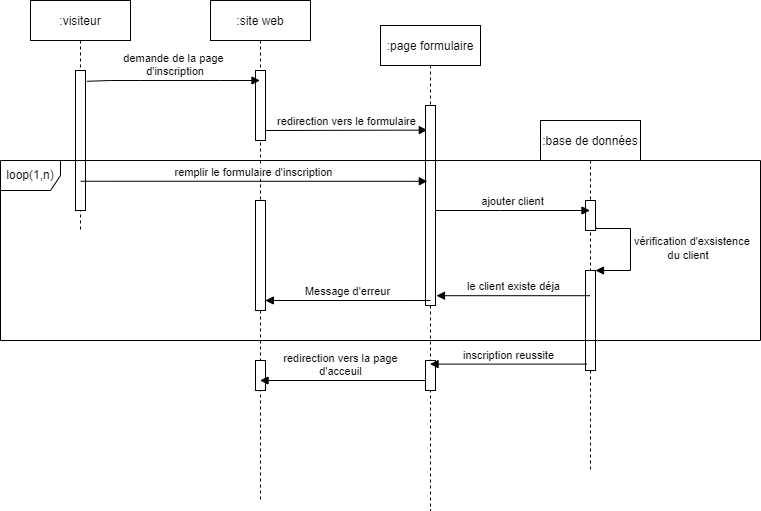 :visiteur
:site web
:page formulaire
demande de la page
d'inscription
redirection vers le formulaire
:base de données
loop(1,n)
remplir le formulaire d'inscription
ajouter client
vérification d'exsistence
du client
le client existe déja
Message d'erreur
inscription reussite
redirection vers la page
d'acceuil